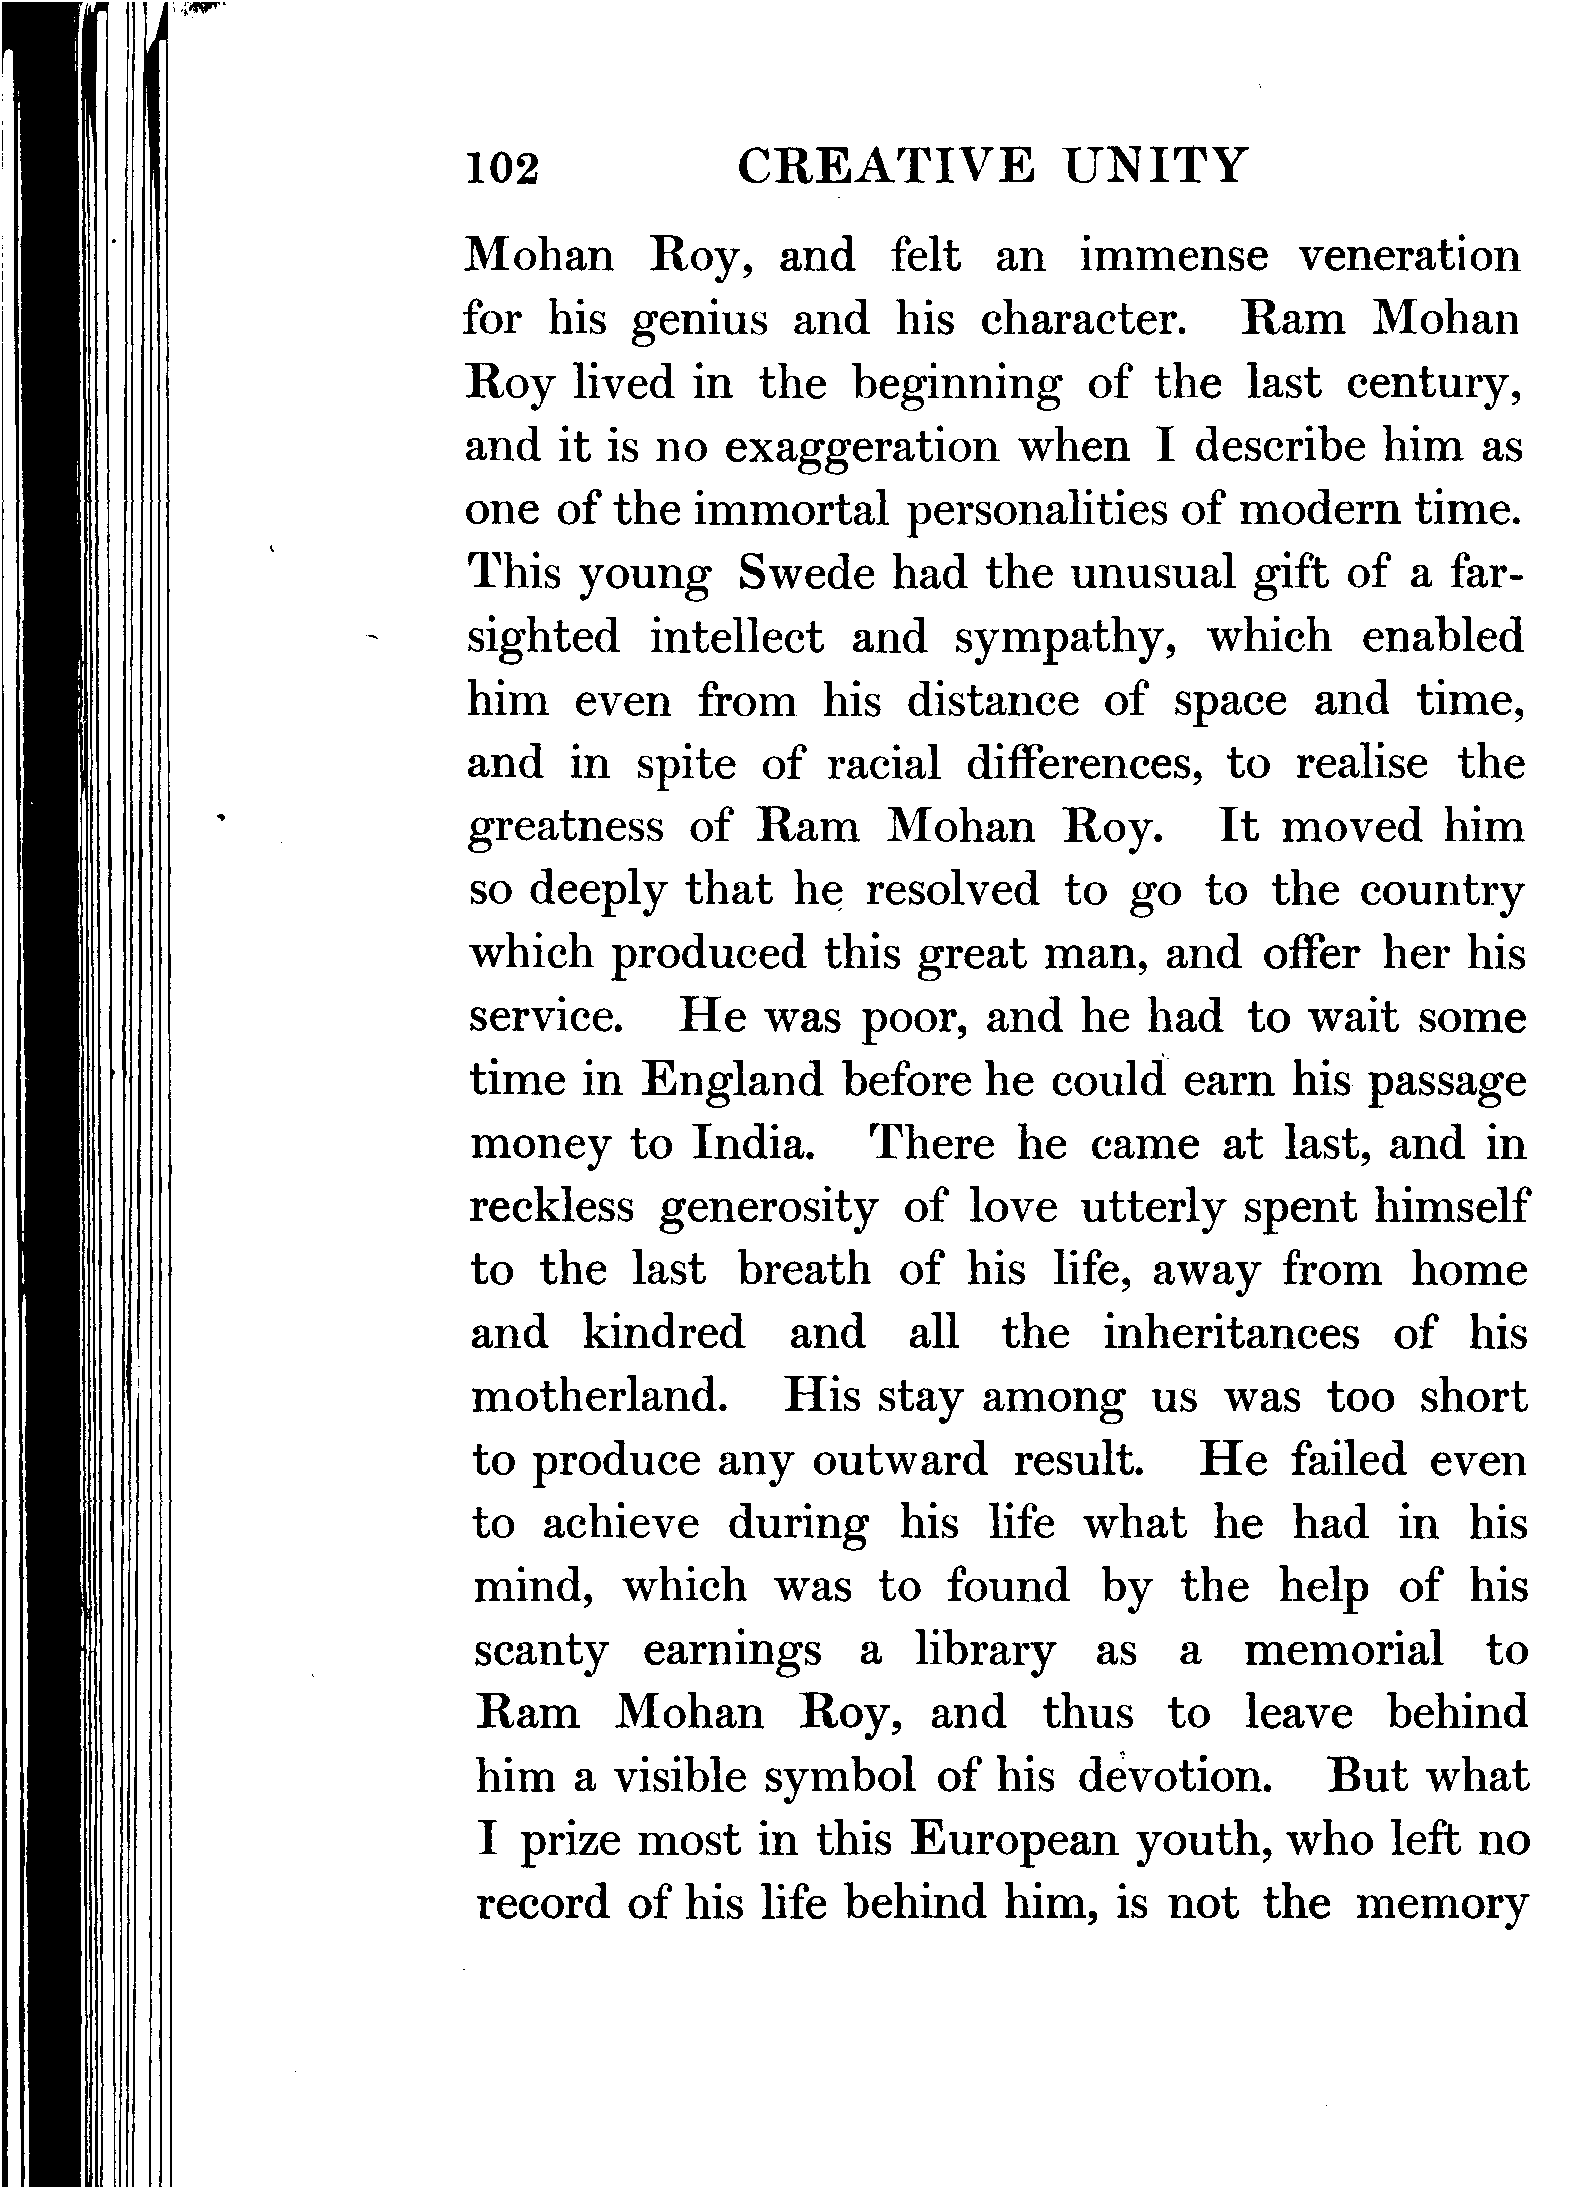 102 CREATIVE UNITY
Mohan Roy, and felt an immense veneration
for his genius and his character. Ram Mohan
Roy lived in the beginning of the last century,
and it is no exaggeration when I describe him as
one of the immortal personalities of modern time.
This young Swede had the unusual gift of a far-
sighted intellect and sympathy, which enabled
him even from his distance of space and time,
and in spite of racial differences, to realise the
greatness of Ram Mohan Roy. It moved him
so deeply that he resolved to go to the country
which produced this great man, and offer her his
service. He was poor, and he had to wait some
time in England before he could earn his passage
money to India. There he came at last, and in
reckless generosity of love utterly spent himself
to the last breath of his life, away from home
and kindred and all the inheritances of his
motherland. His stay among us was too short
to produce any outward result. He failed even
to achieve during his life what he had in his
mind, which was to found by the help of his
scanty earnings a library as a memorial to
Ram Mohan Roy, and thus to leave behind
him a visible symbol of his devotion. But what
I prize most in this European youth, who left no
record of his life behind him, is not the memory